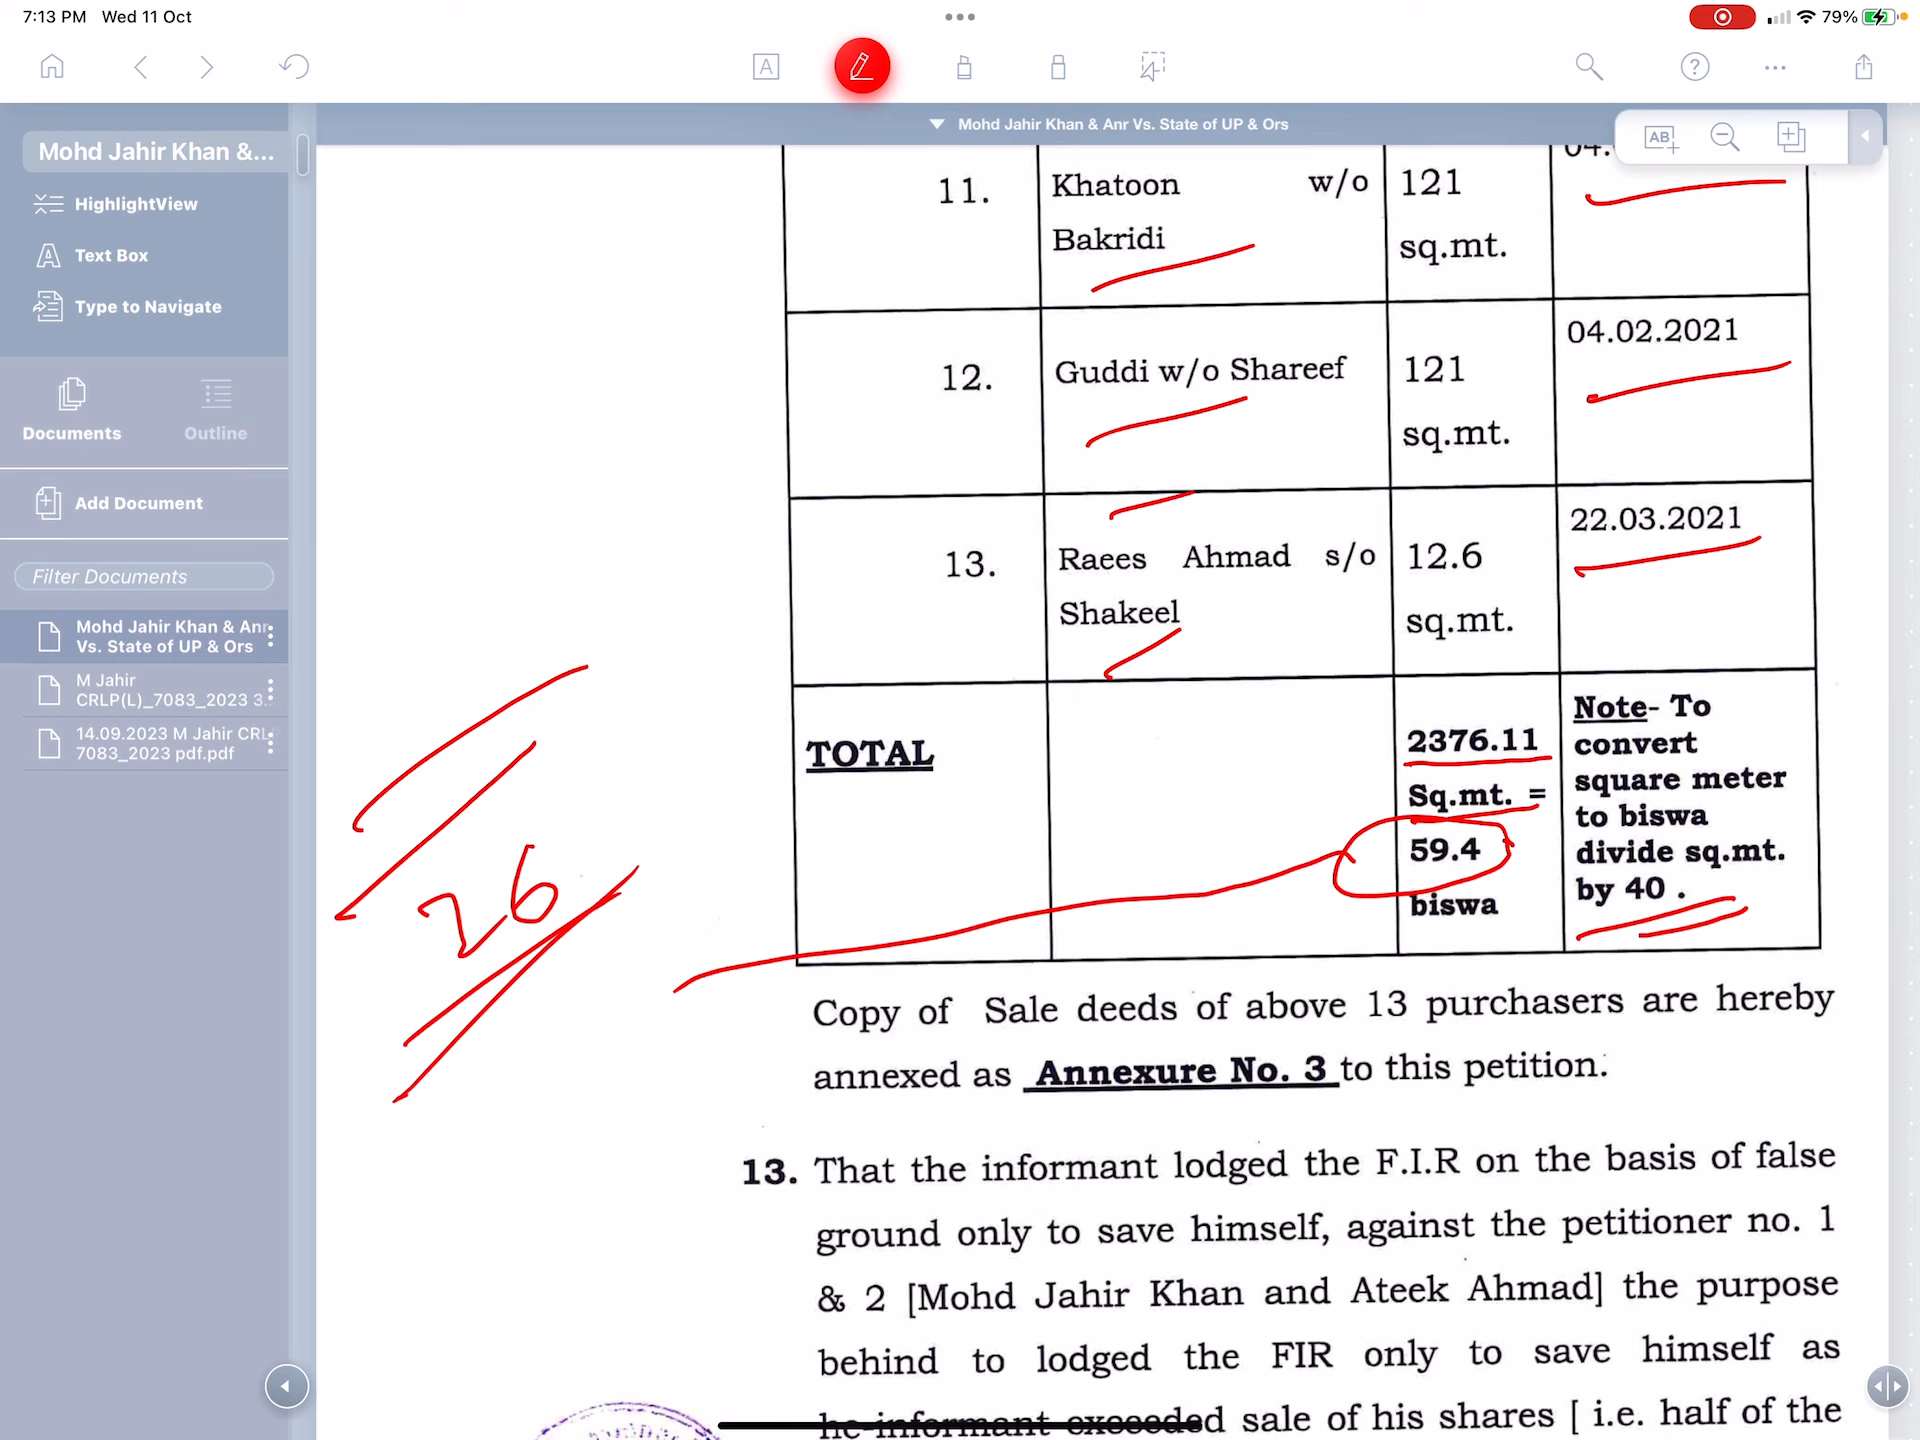 7:13 PM Wed 11 Oct
79%
A
?
Mohd Jahir Khan &...
HighlightView
Text Box
Type to Navigate
Documents
Outline
Add Document
Filter Documents
Mohd Jahir Khan & Anr
Vs. State of UP & Ors
M Jahir
CRLP(L)_7083_2023 3...
14.09.2023 M Jahir CRL
7083_2023 pdf.pdf
Mohd Jahir Khan & Anr Vs. State of UP & Ors
AB
11. Khatoon w/o 121
Bakridi sq.mt.
04.02.2021
12. Guddi w/o Shareef 121
sq.mt.
22.03.2021
13. Raees Ahmad s/o 12.6
Shakeel sq.mt.
TOTAL
2376.11
Sq.mt. =
59.4
biswa
Note- To
convert
square meter
to biswa
divide sq.mt.
by 40 .
26
Copy of Sale deeds of above 13 purchasers are hereby
annexed as Annexure No. 3 to this petition.
13. That the informant lodged the F.I.R on the basis of false
ground only to save himself, against the petitioner no. 1
& 2 [Mohd Jahir Khan and Ateek Ahmad] the purpose
behind to lodged the FIR only to save himself as
he informant exceeded sale of his shares [ i.e. half of the